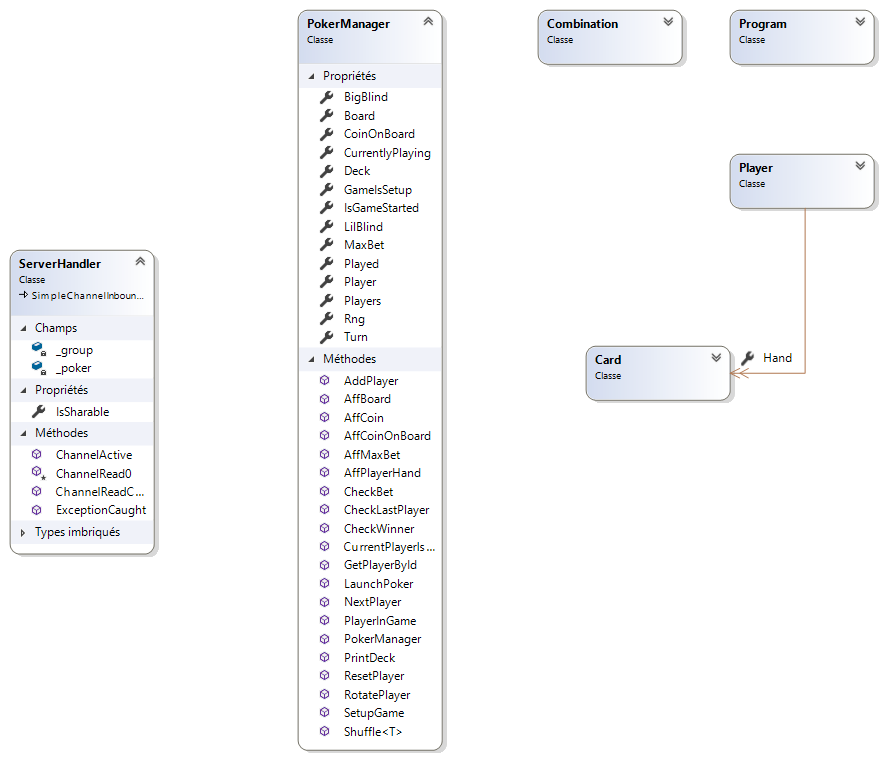 ServerHandler
Classe
SimpleChannelInboun...
Champs
_group
_poker
Propriétés
IsSharable
Méthodes
ChannelActive
ChannelRead0
ChannelReadC...
ExceptionCaught
Types imbriqués
PokerManager
Classe
Propriétés
BigBlind
Board
CoinOnBoard
CurrentlyPlaying
Deck
GameIsSetup
IsGameStarted
LilBlind
MaxBet
Played
Player
Players
Rng
Turn
Méthodes
AddPlayer
AffBoard
AffCoin
AffCoinOnBoard
AffMaxBet
AffPlayerHand
CheckBet
CheckLastPlayer
CheckWinner
CurrentPlayerIs...
GetPlayerById
LaunchPoker
NextPlayer
PlayerInGame
PokerManager
PrintDeck
ResetPlayer
RotatePlayer
SetupGame
Shuffle<T>
Combination
Classe
Program
Classe
Player
Classe
Card
Classe
Hand